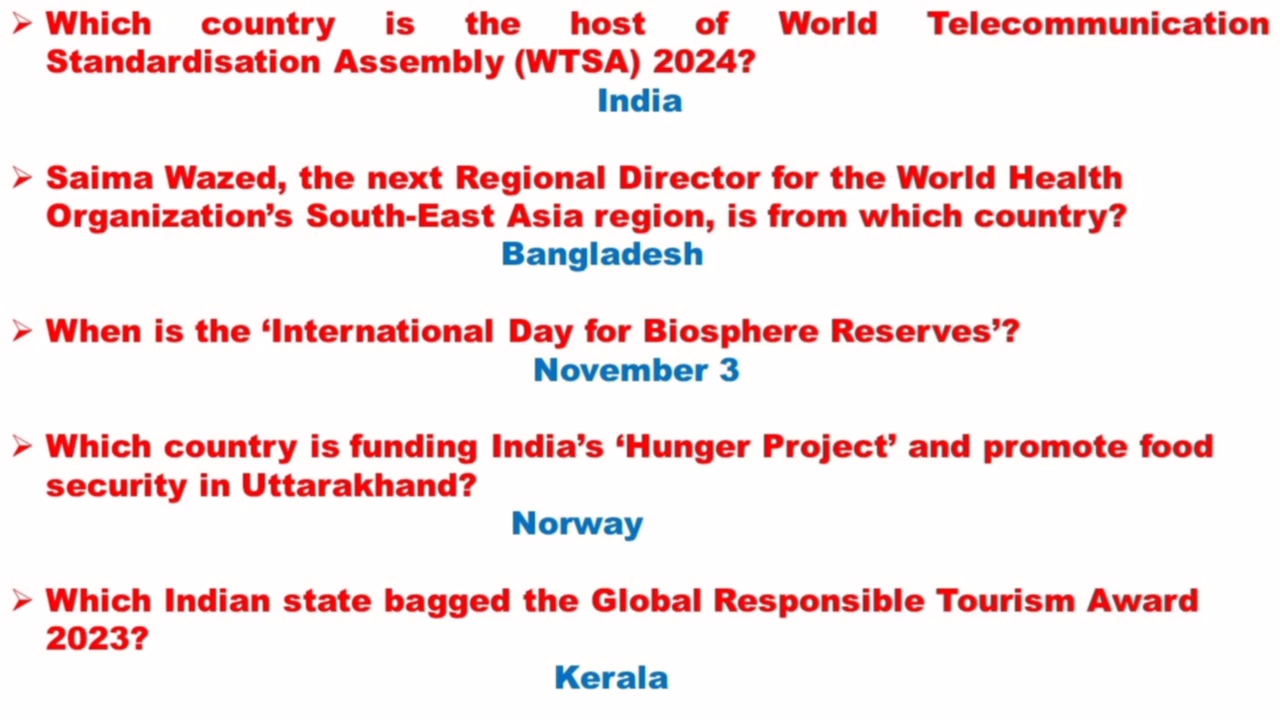 ➢ Which country is the host of World Telecommunication
Standardisation Assembly (WTSA) 2024?
India
➢ Saima Wazed, the next Regional Director for the World Health
Organization’s South-East Asia region, is from which country?
Bangladesh
➢ When is the ‘International Day for Biosphere Reserves’?
November 3
➢ Which country is funding India’s ‘Hunger Project’ and promote food
security in Uttarakhand?
Norway
➢ Which Indian state bagged the Global Responsible Tourism Award
2023?
Kerala